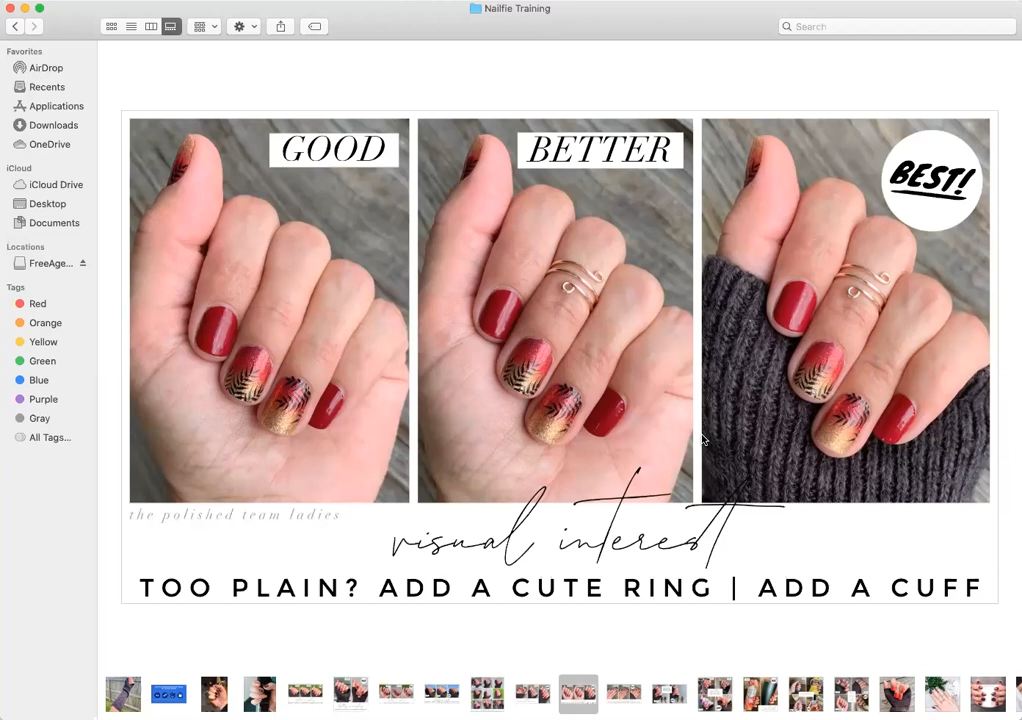 Nailfie Training
Search
Favorites
AirDrop
Recents
Applications
Downloads
OneDrive
iCloud
iCloud Drive
Desktop
Documents
Locations
FreeAge...
Tags
Red
Orange
Yellow
Green
Blue
Purple
Gray
All Tags...
GOOD
BETTER
BEST!
the polished team ladies
visual interest
TOO PLAIN? ADD A CUTE RING | ADD A CUFF